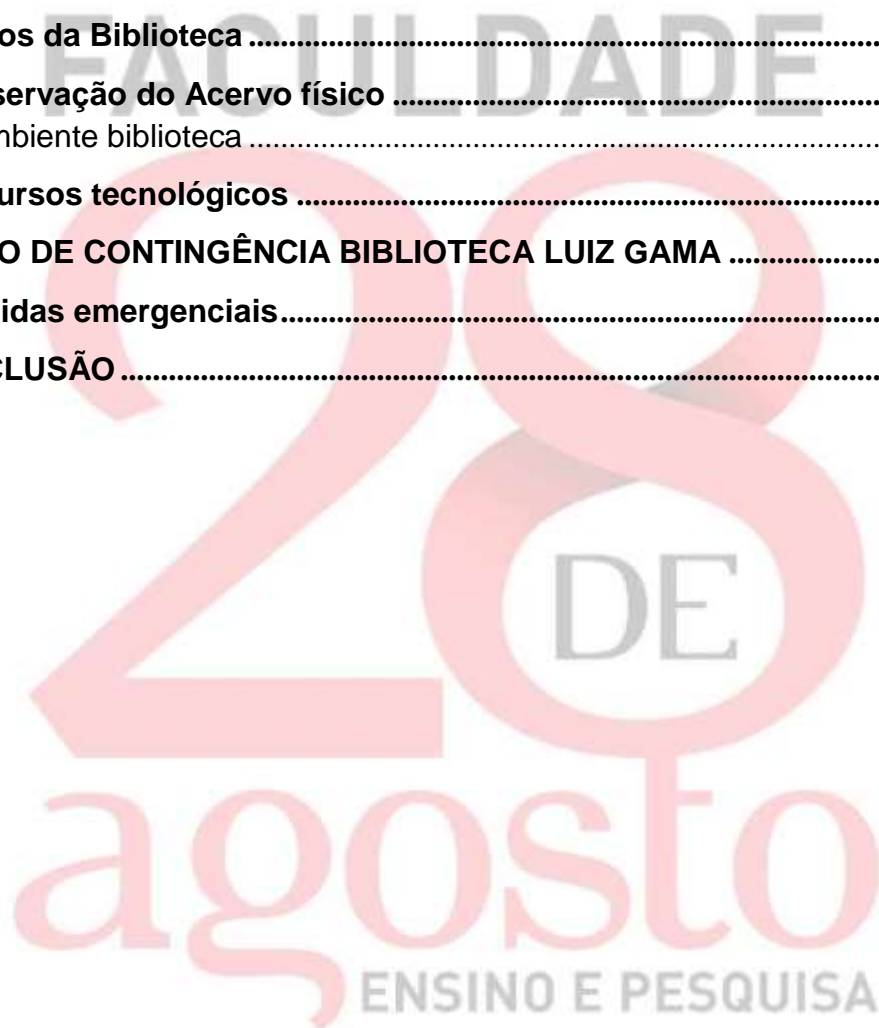 FACULDADE
os da Biblioteca ..........................................................................
servação do Acervo físico ..........................................................
mbiente biblioteca ..........................................................................
ursos tecnológicos ......................................................................
O DE CONTINGÊNCIA BIBLIOTECA LUIZ GAMA ..................
idas emergenciais........................................................................
CLUSÃO ...........................................................................................
28
DE
agosto
ENSINO E PESQUISA